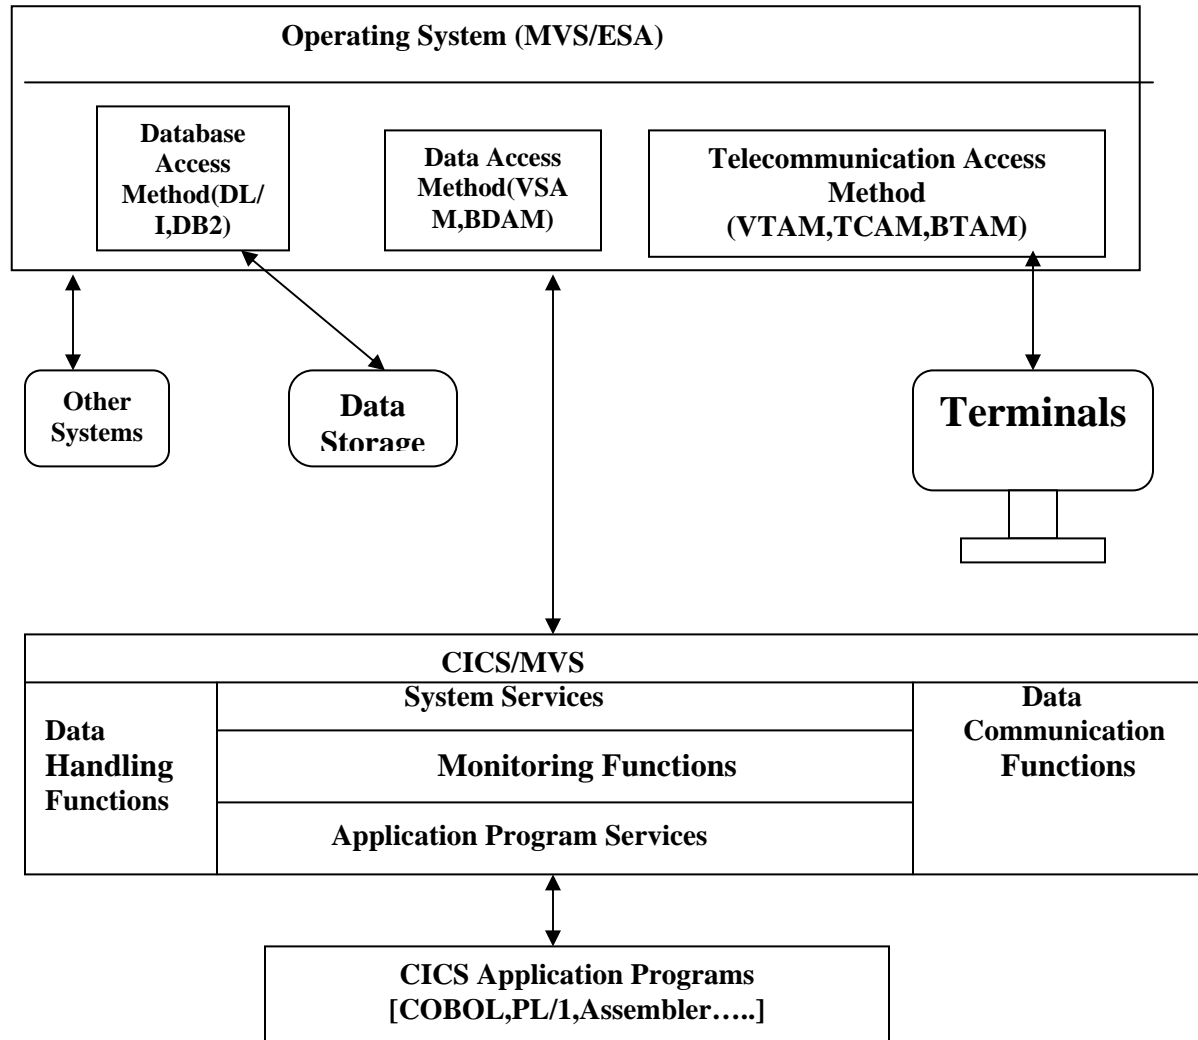 Operating System (MVS/ESA)
Database
Access
Method(DL/
I,DB2)
Data Access
Method(VSA
M,BDAM)
Telecommunication Access
Method
(VTAM,TCAM,BTAM)
Other
Systems
Data
Storage
Terminals
CICS/MVS
Data
Handling
Functions
System Services
Monitoring Functions
Application Program Services
Data
Communication
Functions
CICS Application Programs
[COBOL,PL/1,Assembler…..]